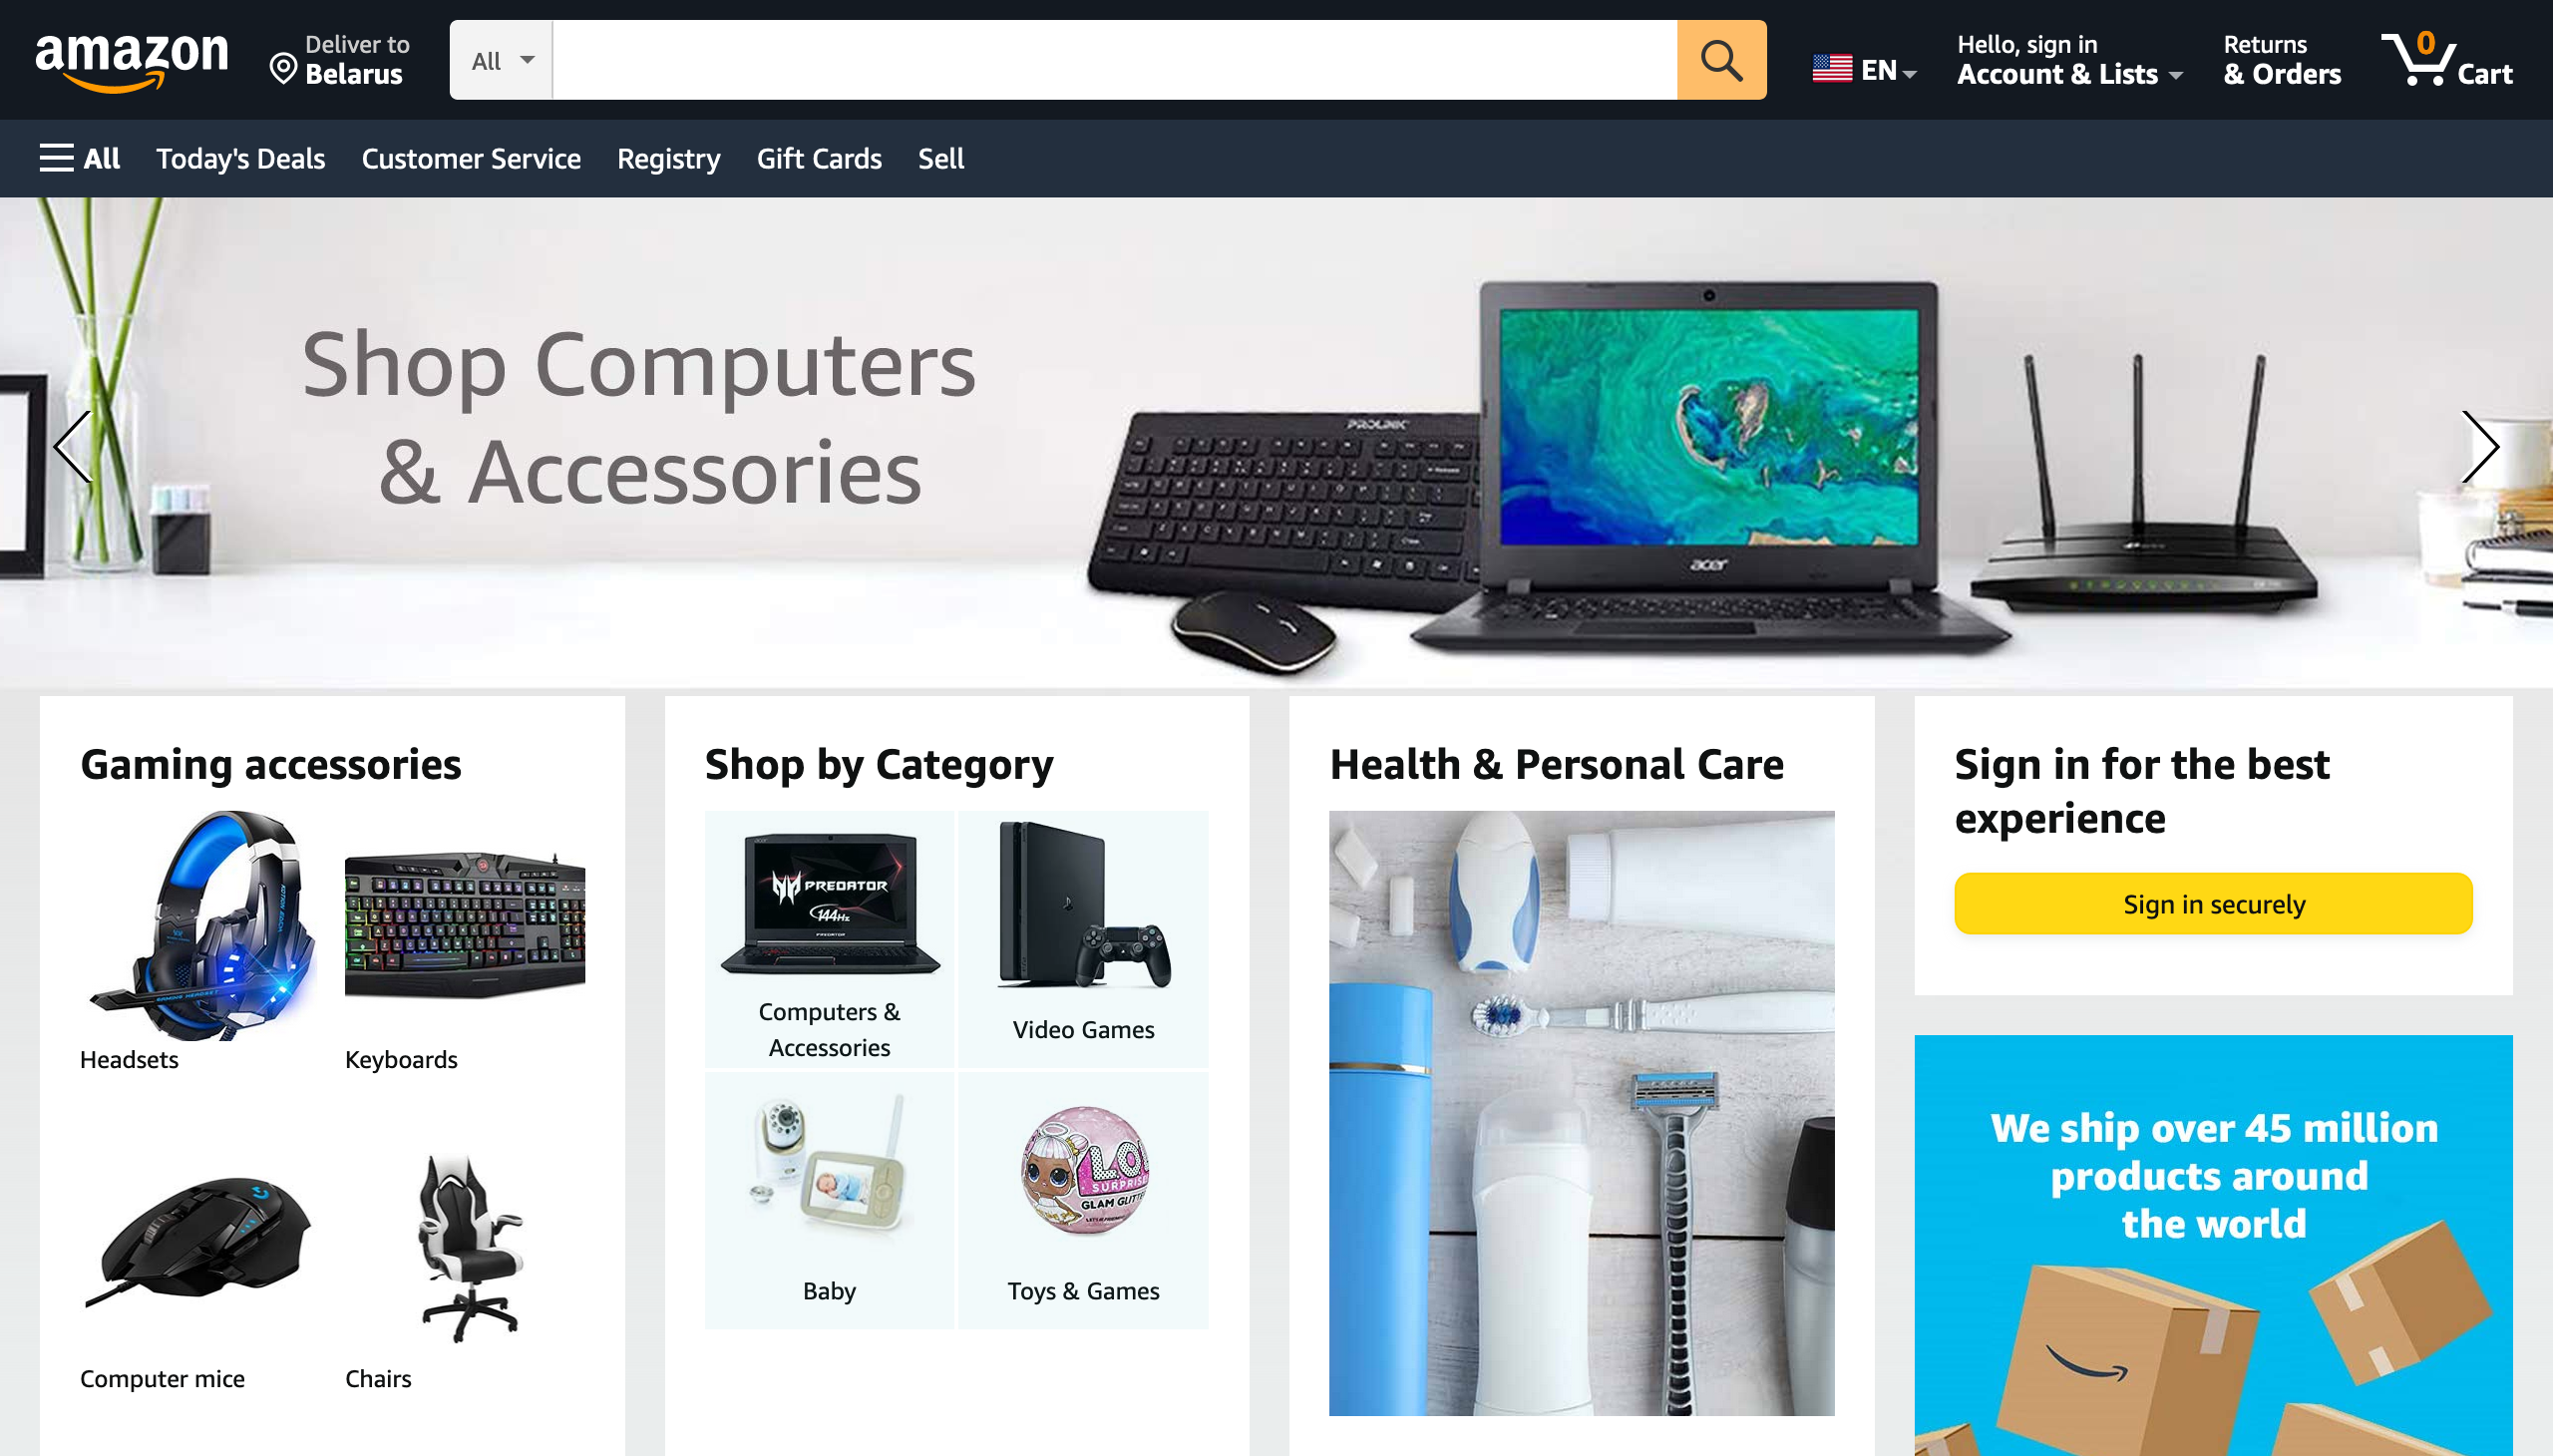 amazon
Deliver to
Belarus
All
EN
Hello, sign in
Account & Lists
Returns
& Orders
0
Cart
All
Today's Deals
Customer Service
Registry
Gift Cards
Sell
Shop Computers
& Accessories
PROLiNK
acer
Gaming accessories
Headsets
Keyboards
Computer mice
Chairs
Shop by Category
PREDATOR
144Hz
PREDATOR
Computers &
Accessories
Video Games
Baby
SURPRISE
GLAM GLITTER
Toys & Games
Health & Personal Care
Sign in for the best
experience
Sign in securely
We ship over 45 million
products around
the world